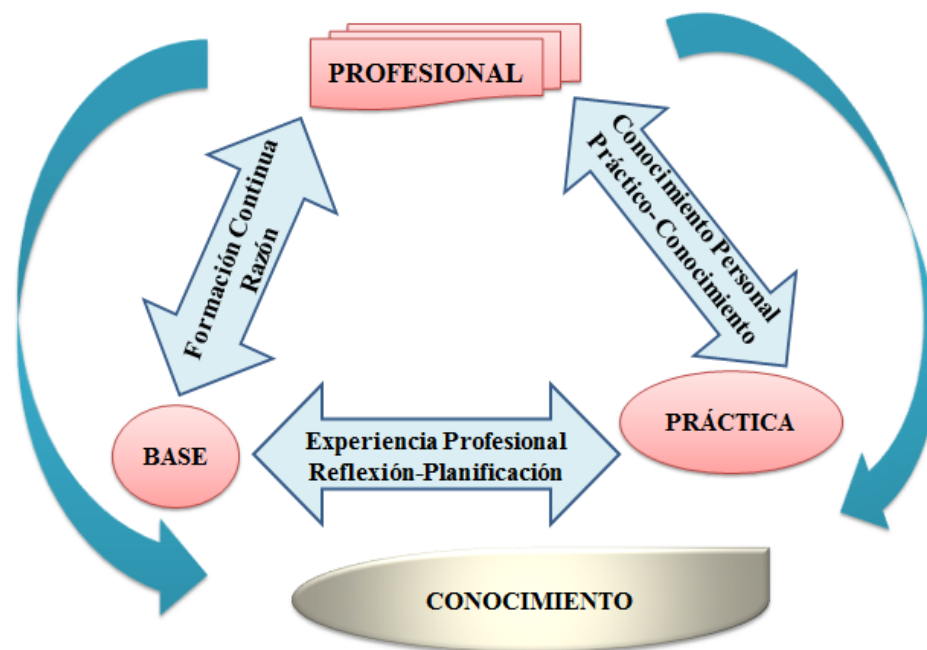 PROFESIONAL
Formación Continua
Razón
Conocimiento Personal
Práctico-Conocimiento
BASE
Experiencia Profesional
Reflexión-Planificación
PRÁCTICA
CONOCIMIENTO